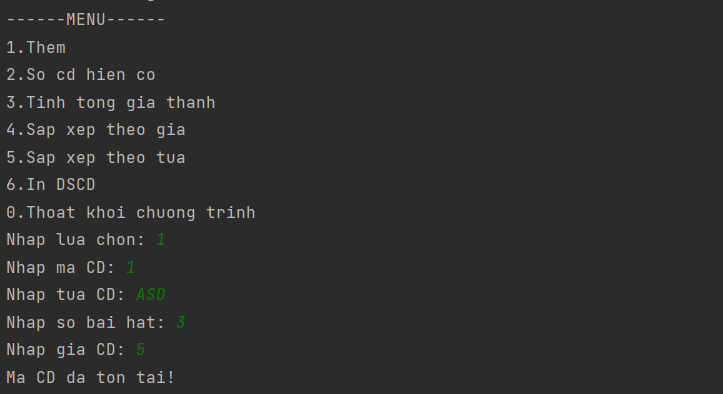 ------MENU------
1.Them
2.So cd hien co
3.Tinh tong gia thanh
4.Sap xep theo gia
5.Sap xep theo tua
6.In DSCD
0.Thoat khoi chuong trinh
Nhap lua chon: 1
Nhap ma CD: 1
Nhap tua CD: ASD
Nhap so bai hat: 3
Nhap gia CD: 5
Ma CD da ton tai!